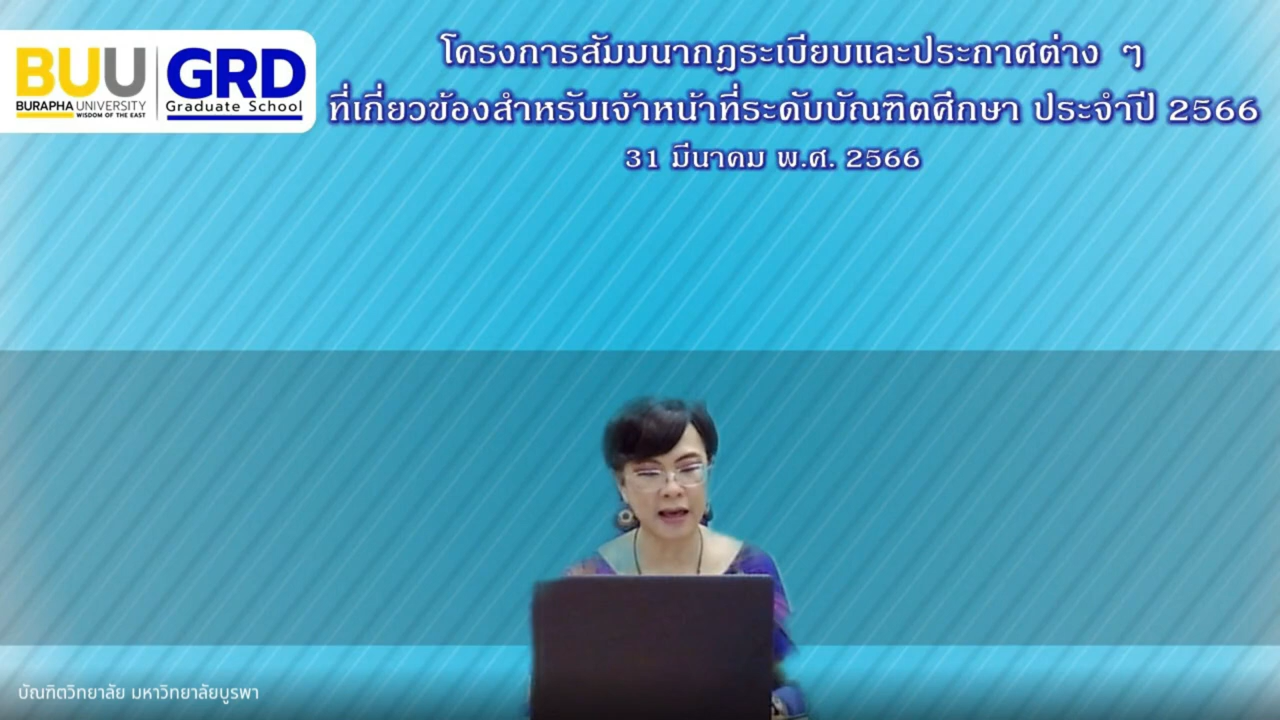 BUU
BURAPHA UNIVERSITY
WISDOM OF THE EAST
GRD
Graduate School
โครงการสัมมนากฎระเบียบและประกาศต่าง ๆ
ที่เกี่ยวข้องสำหรับเจ้าหน้าที่ระดับบัณฑิตศึกษา ประจำปี 2566
31 มีนาคม พ.ศ. 2566
บัณฑิตวิทยาลัย มหาวิทยาลัยบูรพา